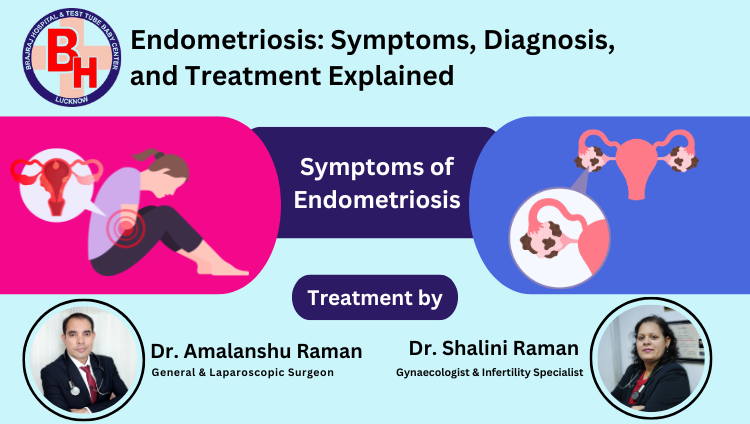 BRAJRAJ HOSPITAL & TEST TUBE BABY CENTER
BH
LUCKNOW
Endometriosis: Symptoms, Diagnosis,
and Treatment Explained
Symptoms of
Endometriosis
Treatment by
Dr. Amalanshu Raman
General & Laparoscopic Surgeon
Dr. Shalini Raman
Gynaecologist & Infertility Specialist